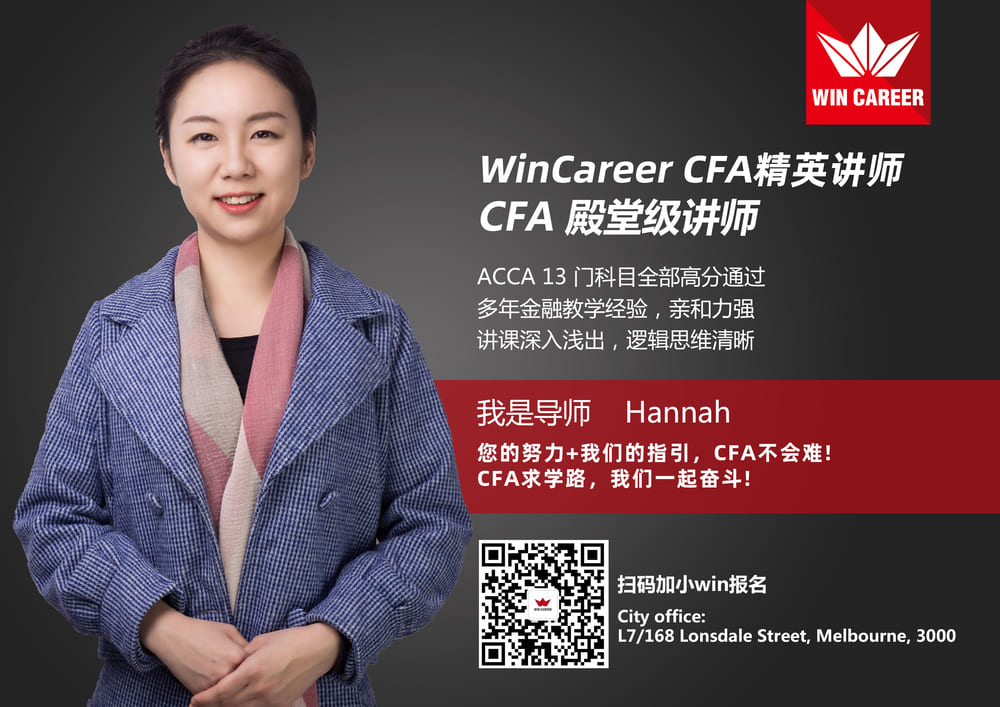 WIN CAREER
WinCareer CFA精英讲师
CFA 殿堂级讲师
ACCA 13 门科目全部高分通过
多年金融教学经验，亲和力强
讲课深入浅出，逻辑思维清晰
我是导师 Hannah
您的努力+我们的指引，CFA不会难!
CFA求学路，我们一起奋斗!
WIN CAREER
扫码加小win报名
City office:
L7/168 Lonsdale Street, Melbourne, 3000